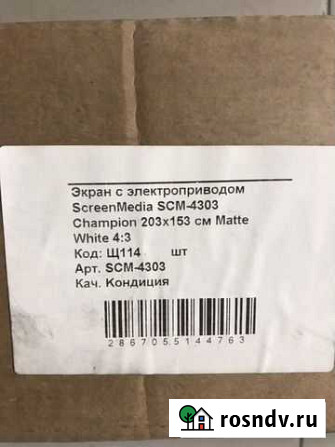 Экран с электроприводом
ScreenMedia SCM-4303
Champion 203x153 см Matte
White 4:3
Код: Щ114 шт
Арт. SCM-4303
Кач. Кондиция
2867055144763
rosndv.ru